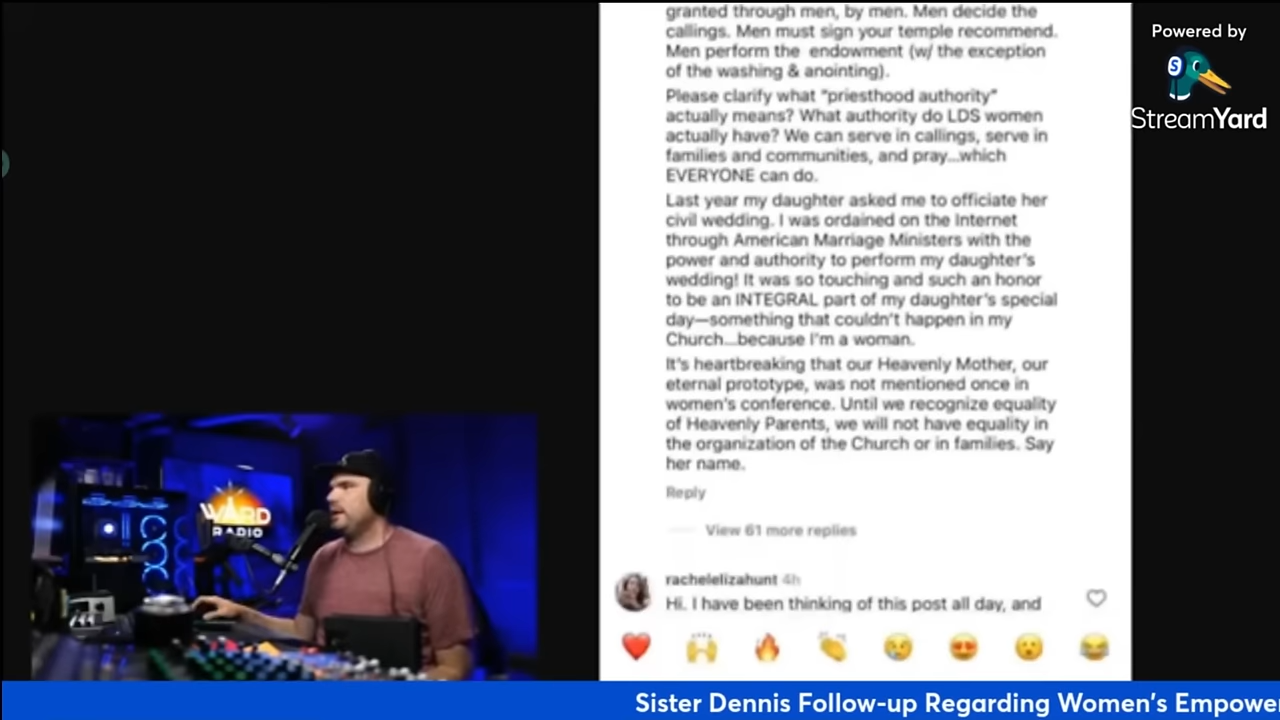 granted through men, by men. Men decide the
callings. Men must sign your temple recommend.
Men perform the endowment (w/ the exception
of the washing & anointing).
Please clarify what “priesthood authority”
actually means? What authority do LDS women
actually have? We can serve in callings, serve in
families and communities, and pray...which
EVERYONE can do.
Last year my daughter asked me to officiate her
civil wedding. I was ordained on the Internet
through American Marriage Ministers with the
power and authority to perform my daughter’s
wedding! It was so touching and such an honor
to be an INTEGRAL part of my daughter’s special
day—something that couldn’t happen in my
Church...because I’m a woman.
It’s heartbreaking that our Heavenly Mother, our
eternal prototype, was not mentioned once in
women’s conference. Until we recognize equality
of Heavenly Parents, we will not have equality in
the organization of the Church or in families. Say
her name.
Reply
View 61 more replies
rachelelizahunt 4h
Hi. I have been thinking of this post all day, and
Powered by
S
StreamYard
WARD
RADIO
Sister Dennis Follow-up Regarding Women’s Empower